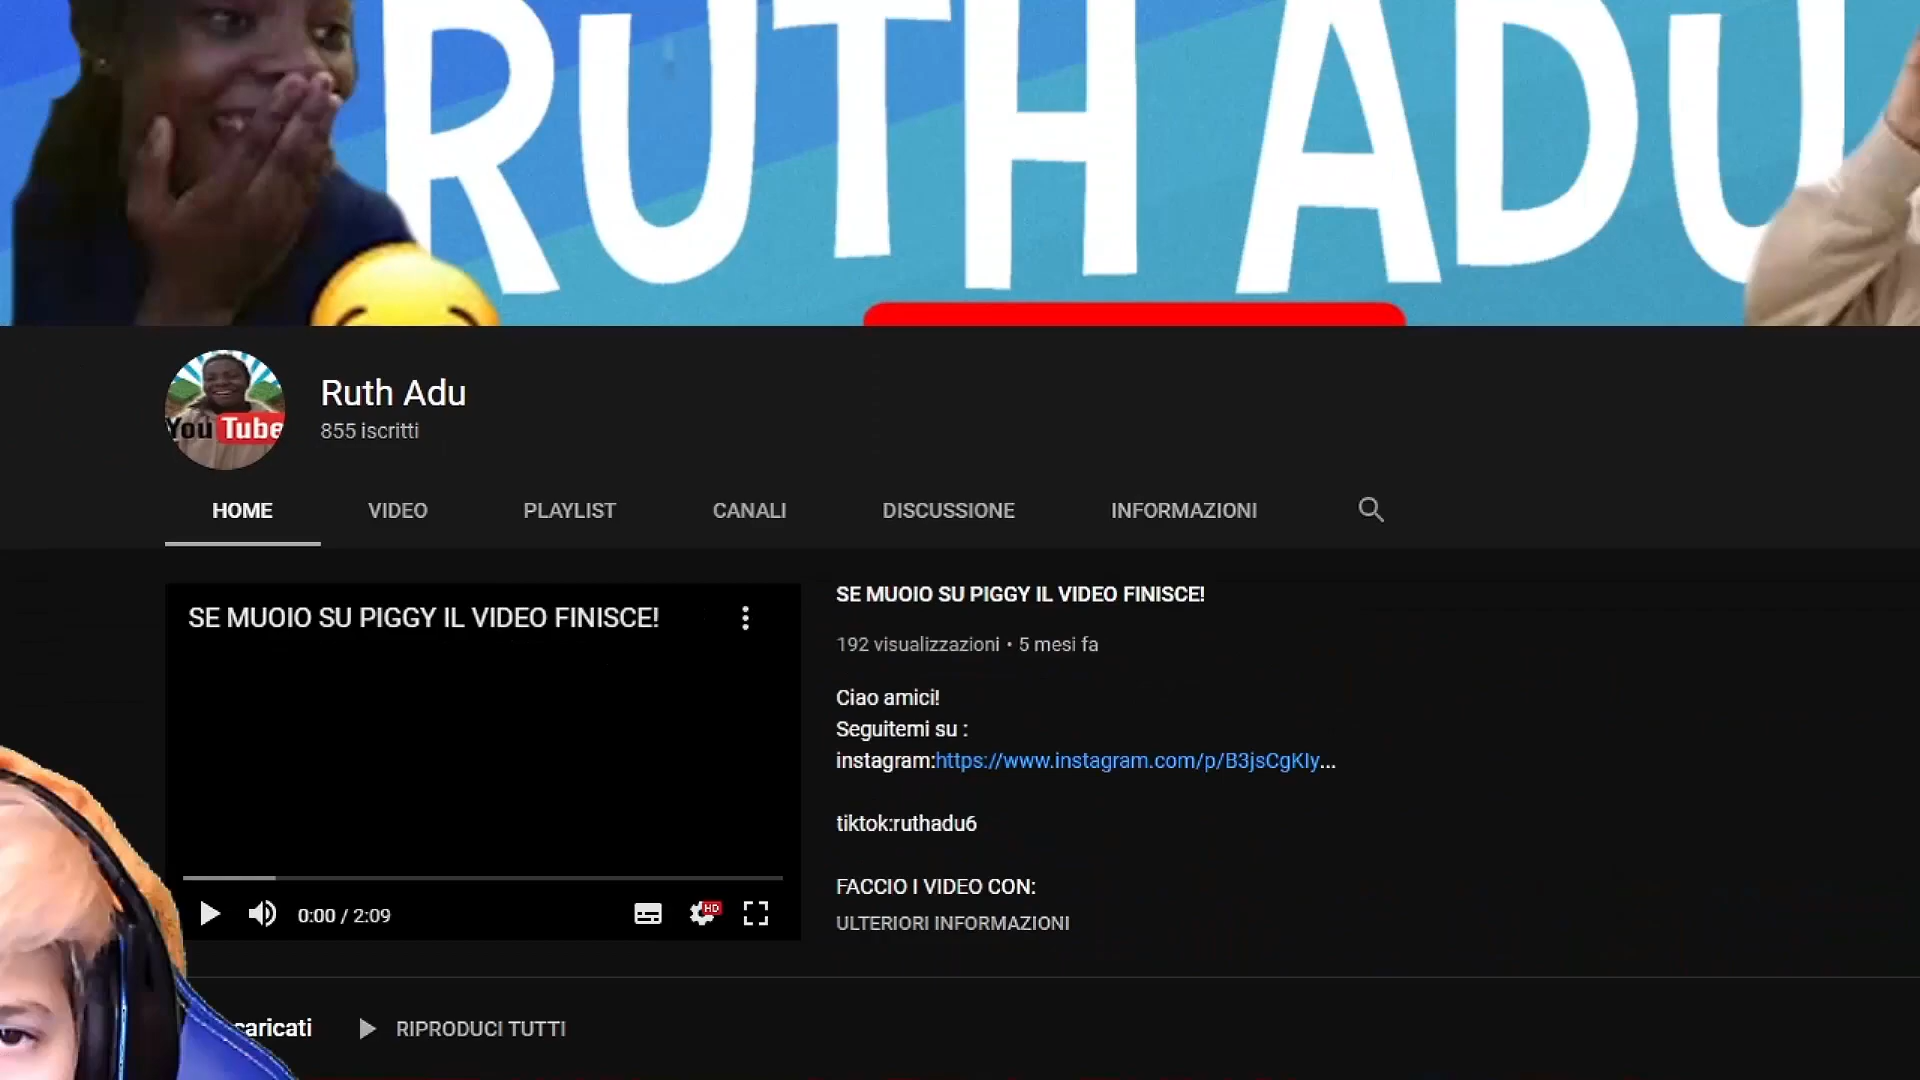 RUTH ADU
You Tube
Ruth Adu
855 iscritti
HOME VIDEO PLAYLIST CANALI DISCUSSIONE INFORMAZIONI
SE MUOIO SU PIGGY IL VIDEO FINISCE!
SE MUOIO SU PIGGY IL VIDEO FINISCE!
192 visualizzazioni • 5 mesi fa
Ciao amici!
Seguitemi su :
instagram:https://www.instagram.com/p/B3jsCgKIy...
tiktok:ruthadu6
FACCIO I VIDEO CON:
ULTERIORI INFORMAZIONI
0:00 / 2:09
HD
caricati RIPRODUCI TUTTI